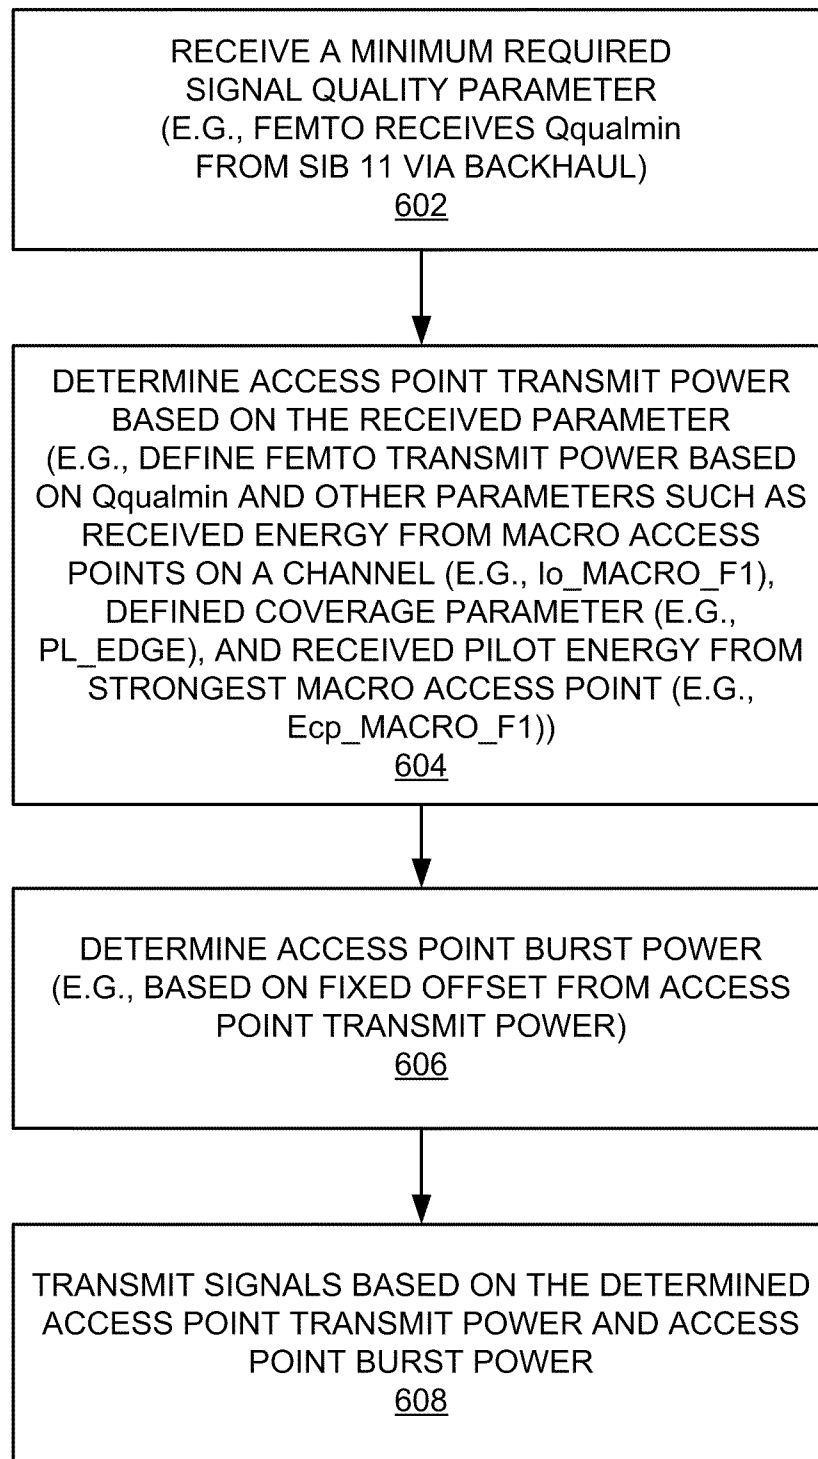 RECEIVE A MINIMUM REQUIRED
SIGNAL QUALITY PARAMETER
(E.G., FEMTO RECEIVES Qqualmin
FROM SIB 11 VIA BACKHAUL)
602
DETERMINE ACCESS POINT TRANSMIT POWER
BASED ON THE RECEIVED PARAMETER
(E.G., DEFINE FEMTO TRANSMIT POWER BASED
ON Qqualmin AND OTHER PARAMETERS SUCH AS
RECEIVED ENERGY FROM MACRO ACCESS
POINTS ON A CHANNEL (E.G., Io_MACRO_F1),
DEFINED COVERAGE PARAMETER (E.G.,
PL_EDGE), AND RECEIVED PILOT ENERGY FROM
STRONGEST MACRO ACCESS POINT (E.G.,
Ecp_MACRO_F1))
604
DETERMINE ACCESS POINT BURST POWER
(E.G., BASED ON FIXED OFFSET FROM ACCESS
POINT TRANSMIT POWER)
606
TRANSMIT SIGNALS BASED ON THE DETERMINED
ACCESS POINT TRANSMIT POWER AND ACCESS
POINT BURST POWER
608